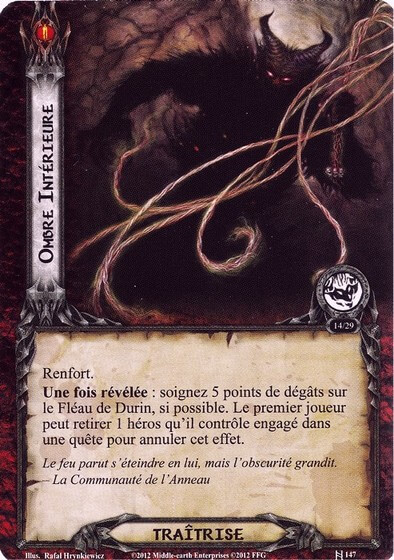 OMBRE INTÉRIEURE
14/29
Renfort.
Une fois révélée : soignez 5 points de dégâts sur
le Fléau de Durin, si possible. Le premier joueur
peut retirer 1 héros qu'il contrôle engagé dans
une quête pour annuler cet effet.
Le feu parut s'éteindre en lui, mais l'obscurité grandit.
– La Communauté de l'Anneau
TRAÎTRISE
Illus. Rafał Hrynkiewicz
©2012 Middle-earth Enterprises ©2012 FFG
147